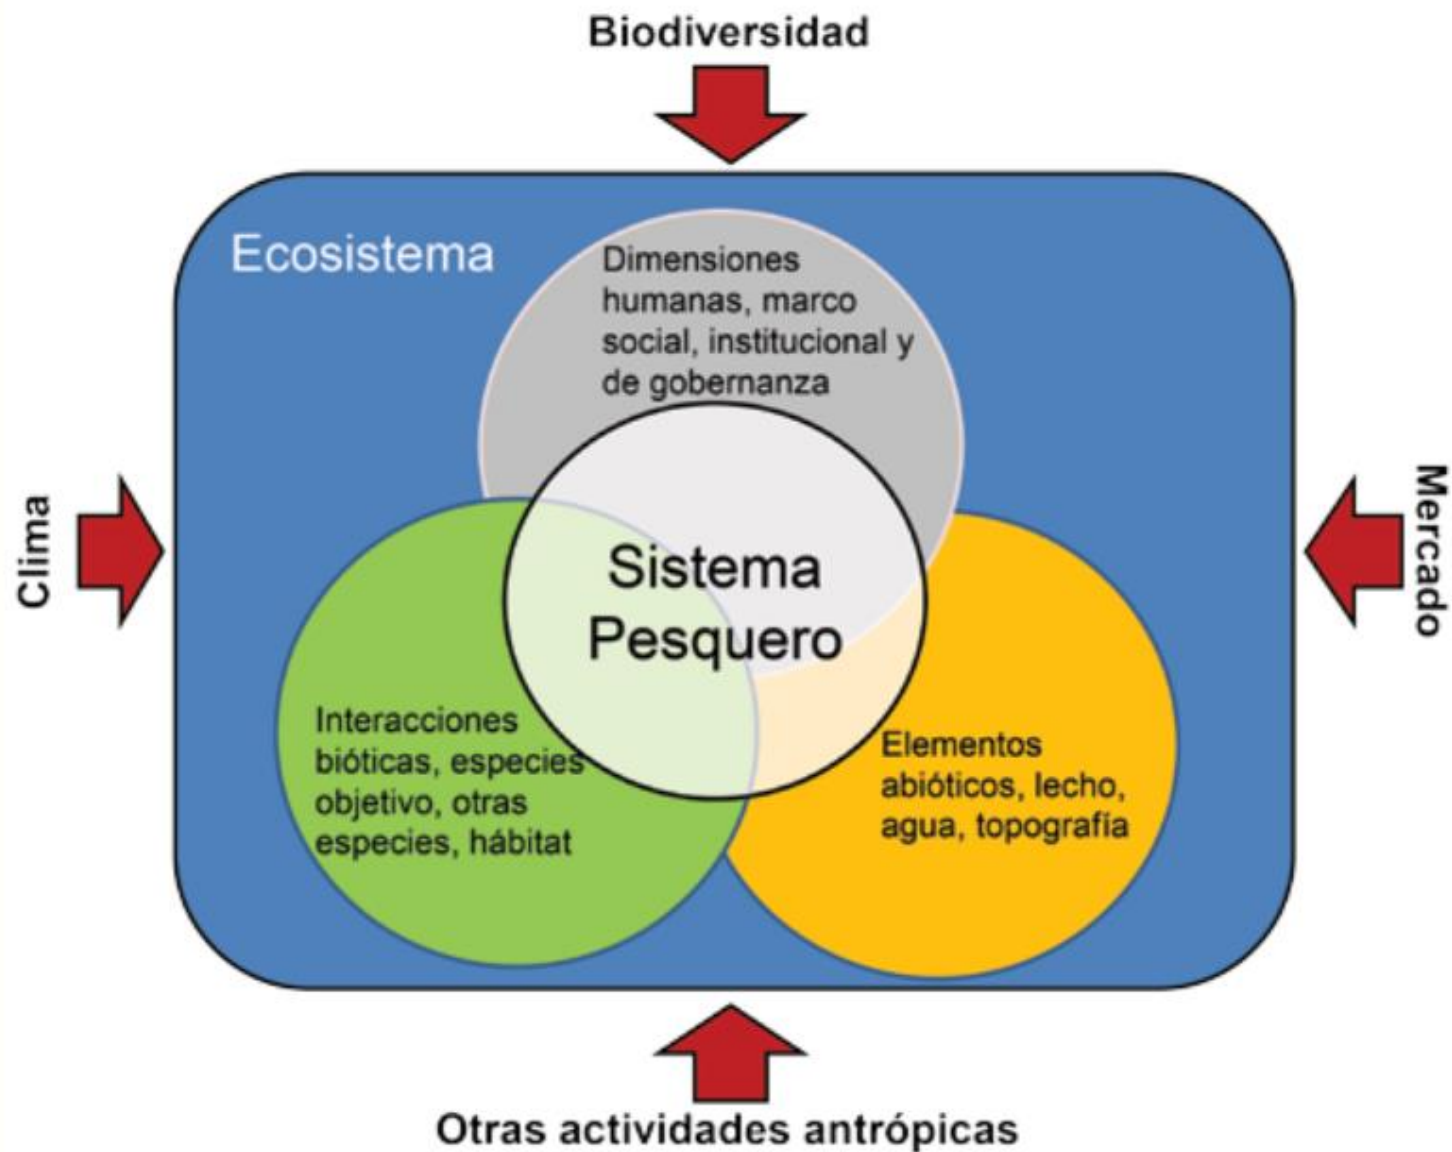 Biodiversidad
Ecosistema
Dimensiones
humanas, marco
social, institucional y
de gobernanza
Clima
Mercado
Sistema
Pesquero
Interacciones
bióticas, especies
objetivo, otras
especies, hábitat
Elementos
abióticos, lecho,
agua, topografía
Otras actividades antrópicas